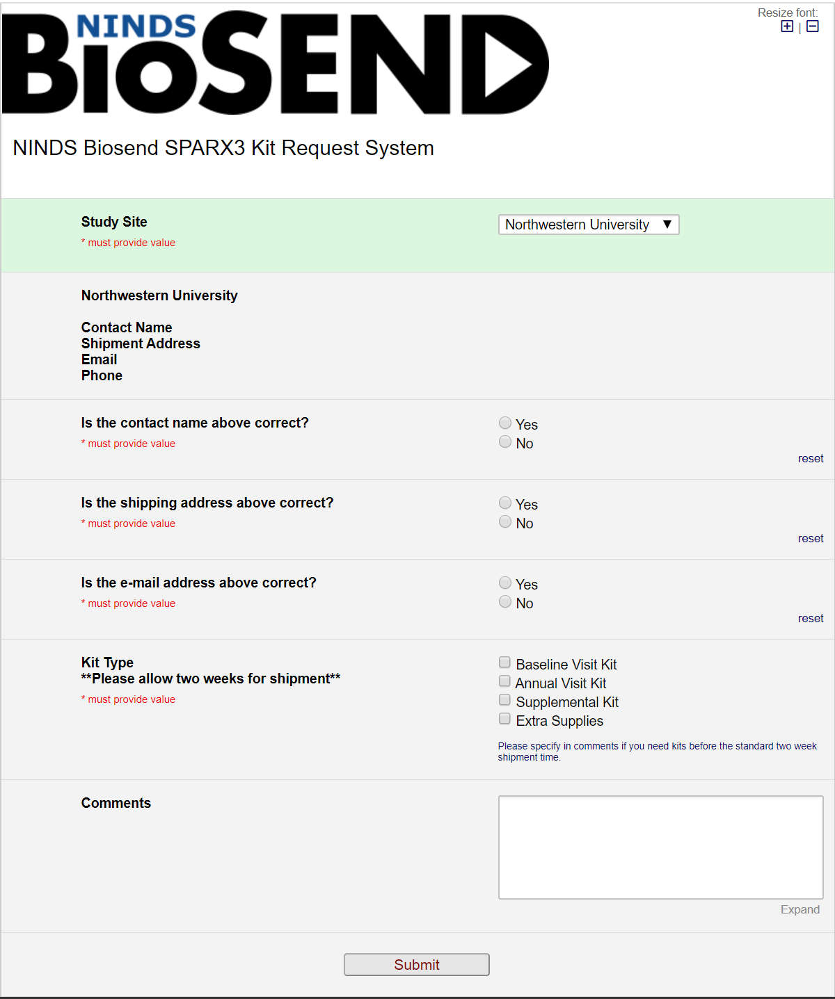 Resize font:
NINDS
BIOSEND
NINDS Biosend SPARX3 Kit Request System
Study Site
Northwestern University
* must provide value
Northwestern University
Contact Name
Shipment Address
Email
Phone
Is the contact name above correct?
Yes
* must provide value
No
reset
Is the shipping address above correct?
Yes
* must provide value
No
reset
Is the e-mail address above correct?
Yes
* must provide value
No
reset
Kit Type
**Please allow two weeks for shipment**
* must provide value
Baseline Visit Kit
Annual Visit Kit
Supplemental Kit
Extra Supplies
Please specify in comments if you need kits before the standard two week
shipment time.
Comments
Expand
Submit